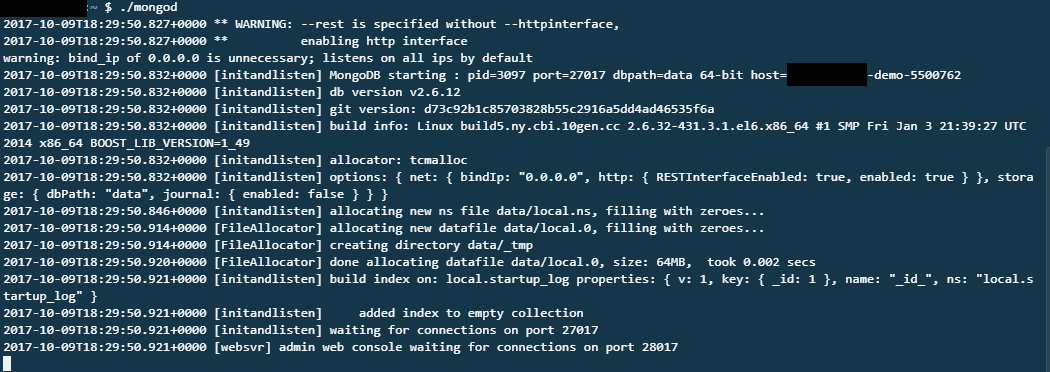 :~ $ ./mongod
2017-10-09T18:29:50.827+0000 ** WARNING: --rest is specified without --httpinterface,
2017-10-09T18:29:50.827+0000 **          enabling http interface
warning: bind_ip of 0.0.0.0 is unnecessary; listens on all ips by default
2017-10-09T18:29:50.832+0000 [initandlisten] MongoDB starting : pid=3097 port=27017 dbpath=data 64-bit host= -demo-5500762
2017-10-09T18:29:50.832+0000 [initandlisten] db version v2.6.12
2017-10-09T18:29:50.832+0000 [initandlisten] git version: d73c92b1c85703828b55c2916a5dd4ad46535f6a
2017-10-09T18:29:50.832+0000 [initandlisten] build info: Linux build5.ny.cbi.10gen.cc 2.6.32-431.3.1.el6.x86_64 #1 SMP Fri Jan 3 21:39:27 UTC
2014 x86_64 BOOST_LIB_VERSION=1_49
2017-10-09T18:29:50.832+0000 [initandlisten] allocator: tcmalloc
2017-10-09T18:29:50.832+0000 [initandlisten] options: { net: { bindIp: "0.0.0.0", http: { RESTInterfaceEnabled: true, enabled: true } }, stora
ge: { dbPath: "data", journal: { enabled: false } } }
2017-10-09T18:29:50.846+0000 [initandlisten] allocating new ns file data/local.ns, filling with zeroes...
2017-10-09T18:29:50.914+0000 [FileAllocator] allocating new datafile data/local.0, filling with zeroes...
2017-10-09T18:29:50.914+0000 [FileAllocator] creating directory data/_tmp
2017-10-09T18:29:50.920+0000 [FileAllocator] done allocating datafile data/local.0, size: 64MB,  took 0.002 secs
2017-10-09T18:29:50.921+0000 [initandlisten] build index on: local.startup_log properties: { v: 1, key: { _id: 1 }, name: "_id_", ns: "local.s
tartup_log" }
2017-10-09T18:29:50.921+0000 [initandlisten]     added index to empty collection
2017-10-09T18:29:50.921+0000 [initandlisten] waiting for connections on port 27017
2017-10-09T18:29:50.921+0000 [websvr] admin web console waiting for connections on port 28017